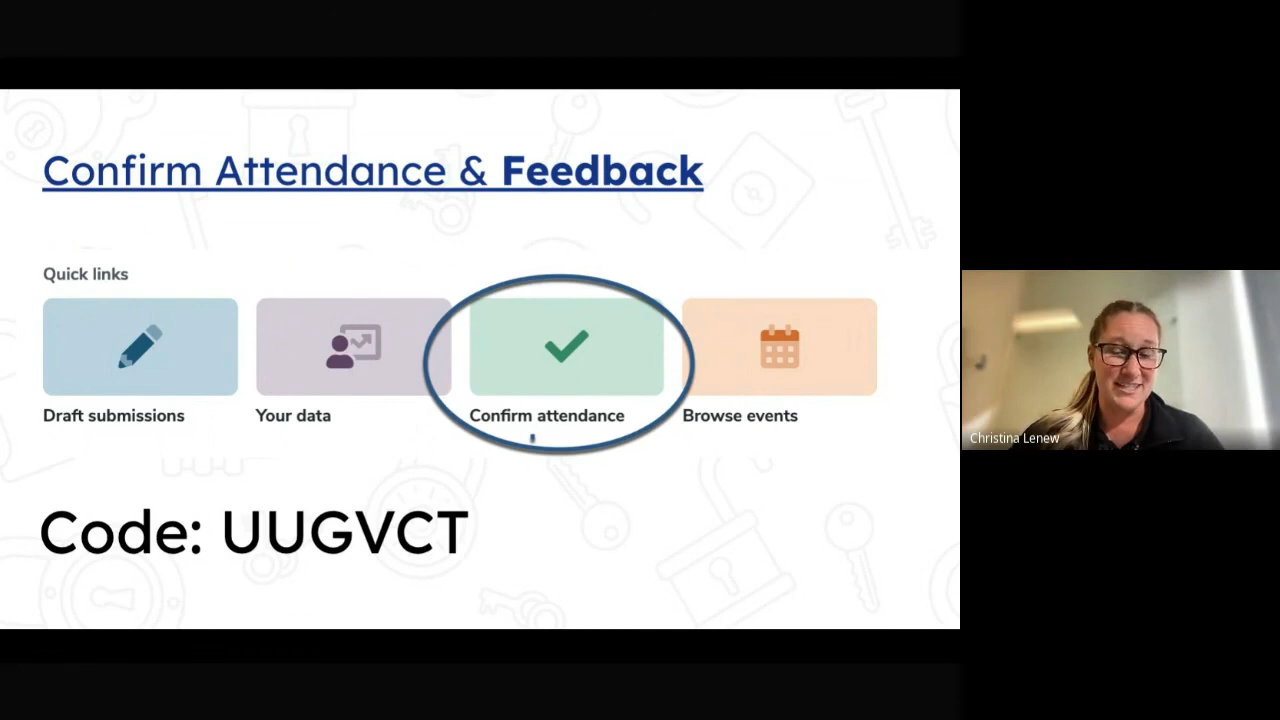 Confirm Attendance & Feedback
Quick links
Draft submissions
Your data
Confirm attendance
Browse events
Code: UUGVCT
Christina Lenew